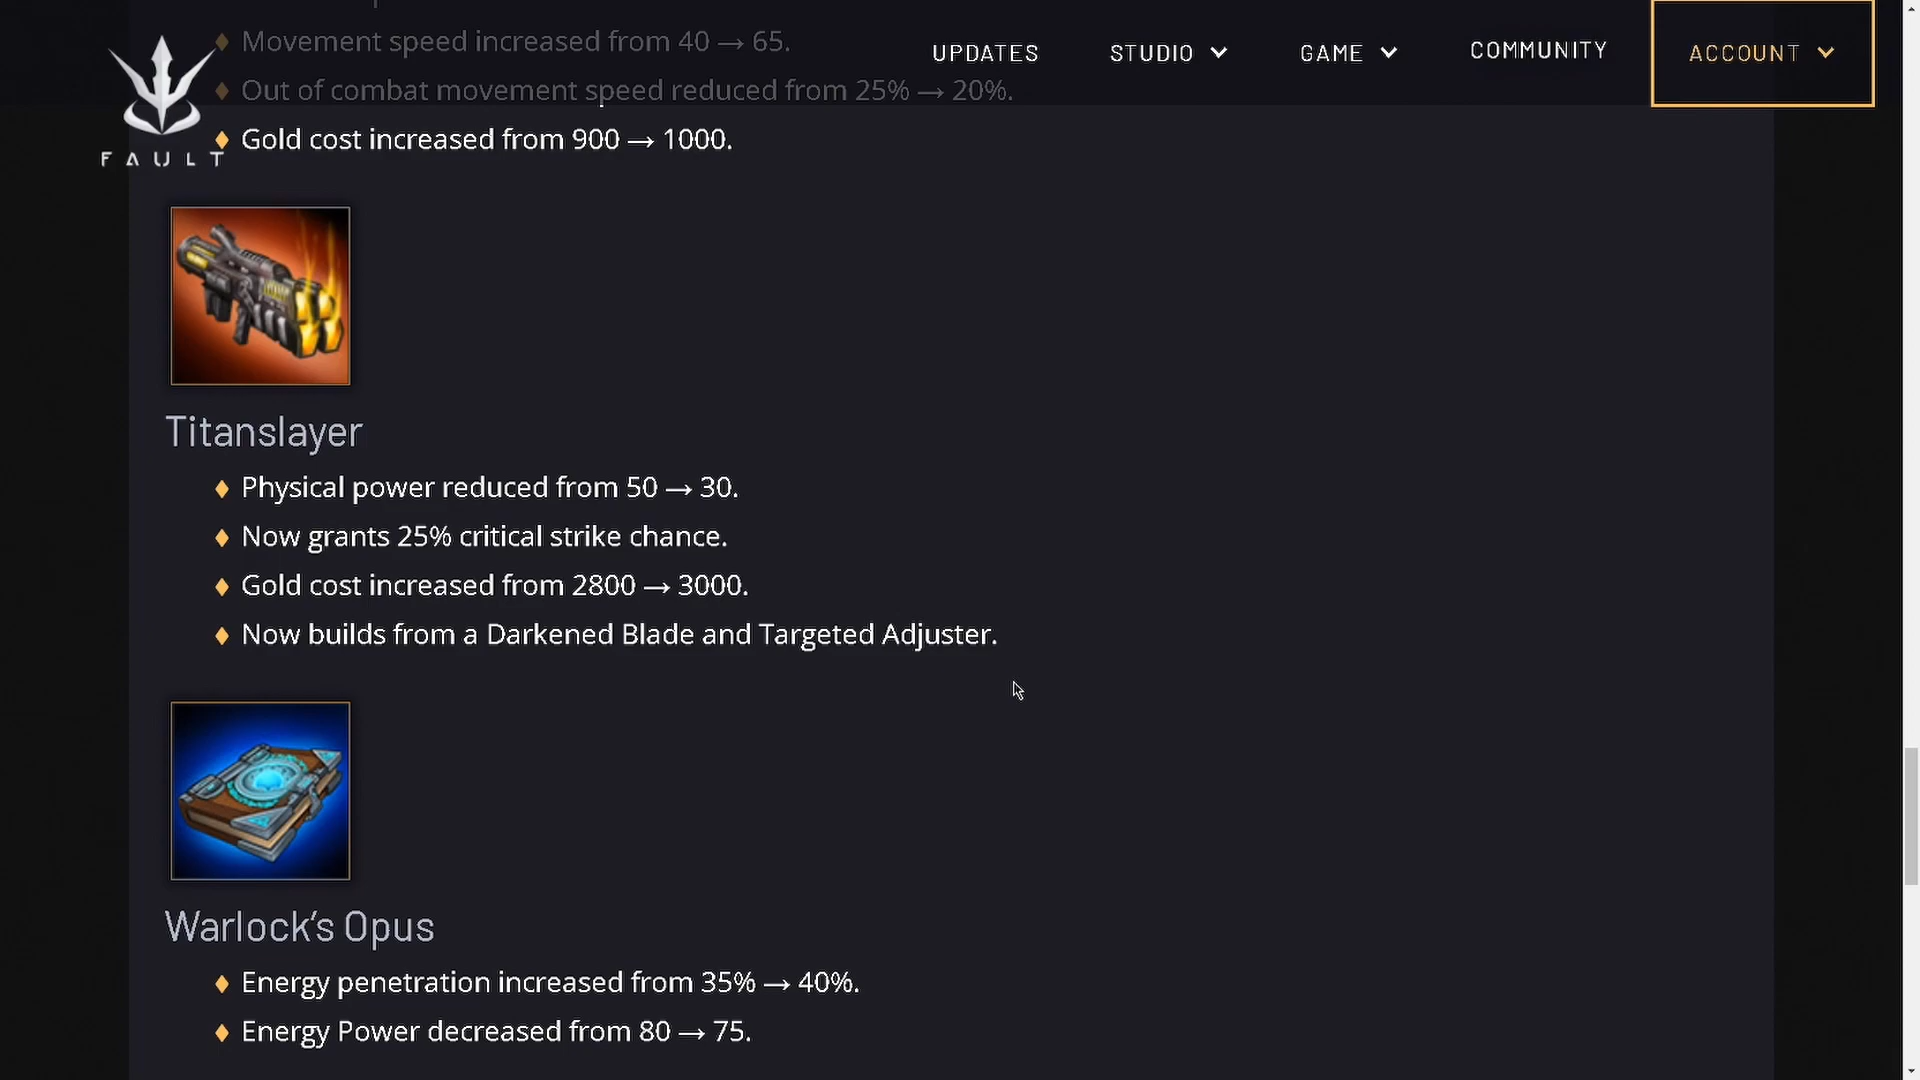 Movement speed increased from 40 → 65.
UPDATES STUDIO GAME COMMUNITY ACCOUNT
Out of combat movement speed reduced from 25% → 20%.
Gold cost increased from 900 → 1000.
FAULT
Titanslayer
Physical power reduced from 50 → 30.
Now grants 25% critical strike chance.
Gold cost increased from 2800 → 3000.
Now builds from a Darkened Blade and Targeted Adjuster.
Warlock’s Opus
Energy penetration increased from 35% → 40%.
Energy Power decreased from 80 → 75.